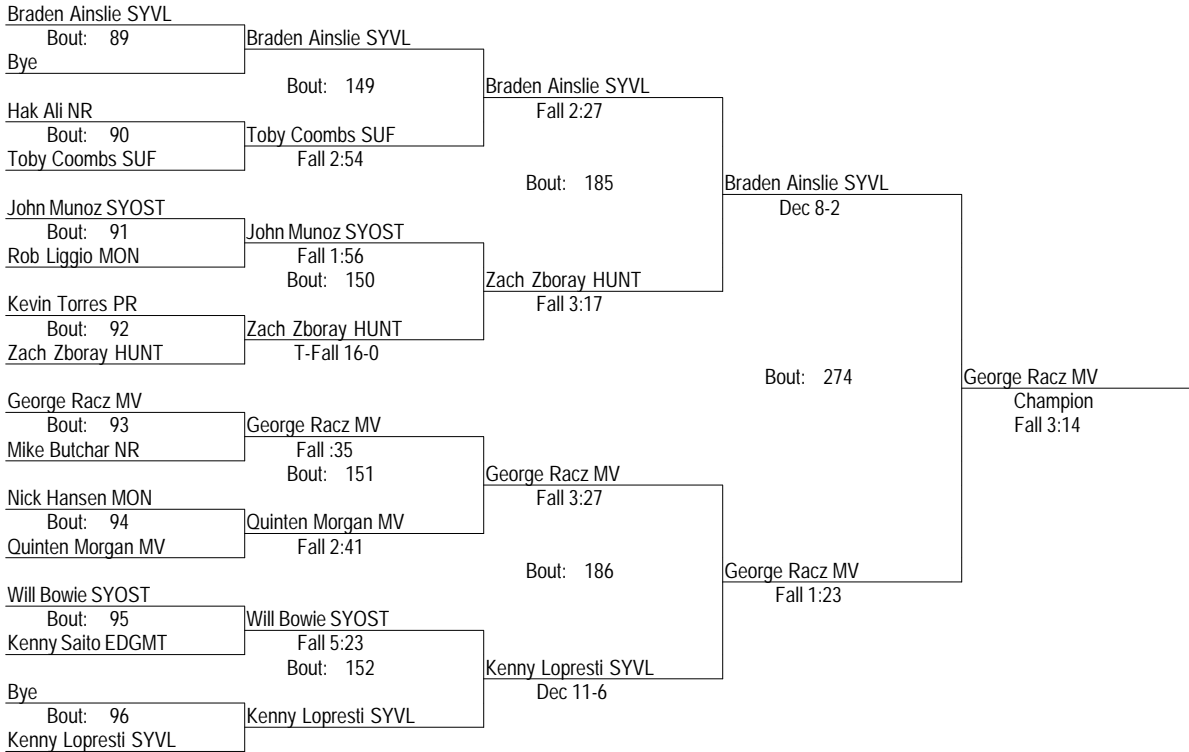 Braden Ainslie SYVL
Bout: 89
Bye
Braden Ainslie SYVL
Bout: 149
Hak Ali NR
Bout: 90
Toby Coombs SUF
Toby Coombs SUF
Fall 2:54
Braden Ainslie SYVL
Fall 2:27
Bout: 185
John Munoz SYOST
Bout: 91
Rob Liggio MON
John Munoz SYOST
Fall 1:56
Bout: 150
Kevin Torres PR
Bout: 92
Zach Zboray HUNT
Zach Zboray HUNT
T-Fall 16-0
Zach Zboray HUNT
Fall 3:17
Braden Ainslie SYVL
Dec 8-2
Bout: 274
George Racz MV
Bout: 93
Mike Butchar NR
George Racz MV
Fall :35
Bout: 151
Nick Hansen MON
Bout: 94
Quinten Morgan MV
Quinten Morgan MV
Fall 2:41
George Racz MV
Fall 3:27
Bout: 186
Will Bowie SYOST
Bout: 95
Kenny Saito EDGMT
Will Bowie SYOST
Fall 5:23
Bout: 152
Bye
Bout: 96
Kenny Lopresti SYVL
Kenny Lopresti SYVL
Kenny Lopresti SYVL
Dec 11-6
George Racz MV
Fall 1:23
George Racz MV
Champion
Fall 3:14